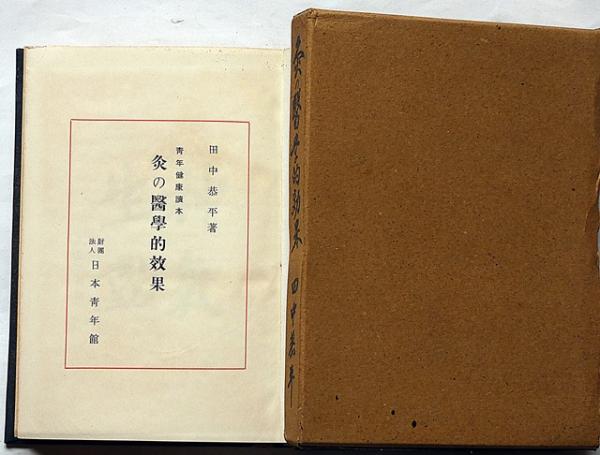 田中恭平著
青年健康讀本
灸の醫學的效果
財團
法人
日本青年館
灸の醫学的効果 田中恭平